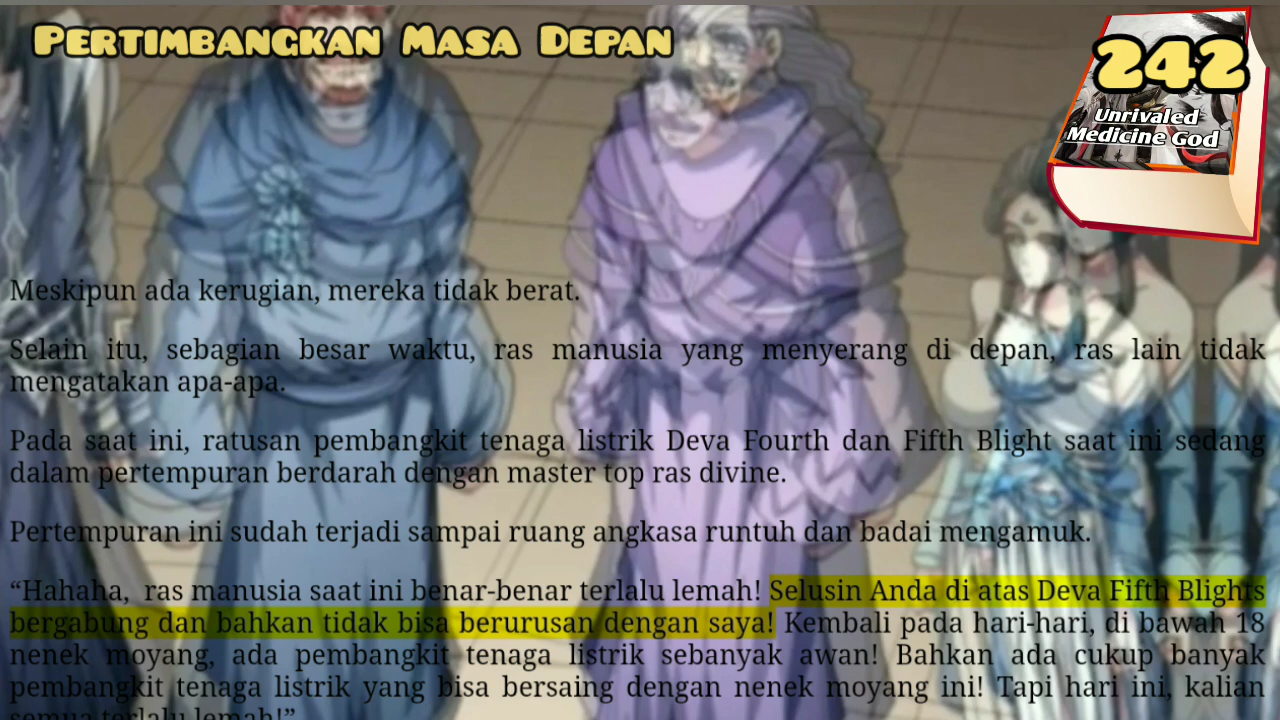 Pertimbangkan Masa Depan
242
Unrivaled
Medicine God
Meskipun ada kerugian, mereka tidak berat.
Selain itu, sebagian besar waktu, ras manusia yang menyerang di depan, ras lain tidak
mengatakan apa-apa.
Pada saat ini, ratusan pembangkit tenaga listrik Deva Fourth dan Fifth Blight saat ini sedang
dalam pertempuran berdarah dengan master top ras divine.
Pertempuran ini sudah terjadi sampai ruang angkasa runtuh dan badai mengamuk.
“Hahaha, ras manusia saat ini benar-benar terlalu lemah! Selusin Anda di atas Deva Fifth Blights
bergabung dan bahkan tidak bisa berurusan dengan saya! Kembali pada hari-hari, di bawah 18
nenek moyang, ada pembangkit tenaga listrik sebanyak awan! Bahkan ada cukup banyak
pembangkit tenaga listrik yang bisa bersaing dengan nenek moyang ini! Tapi hari ini, kalian
semua terlalu lemah!”